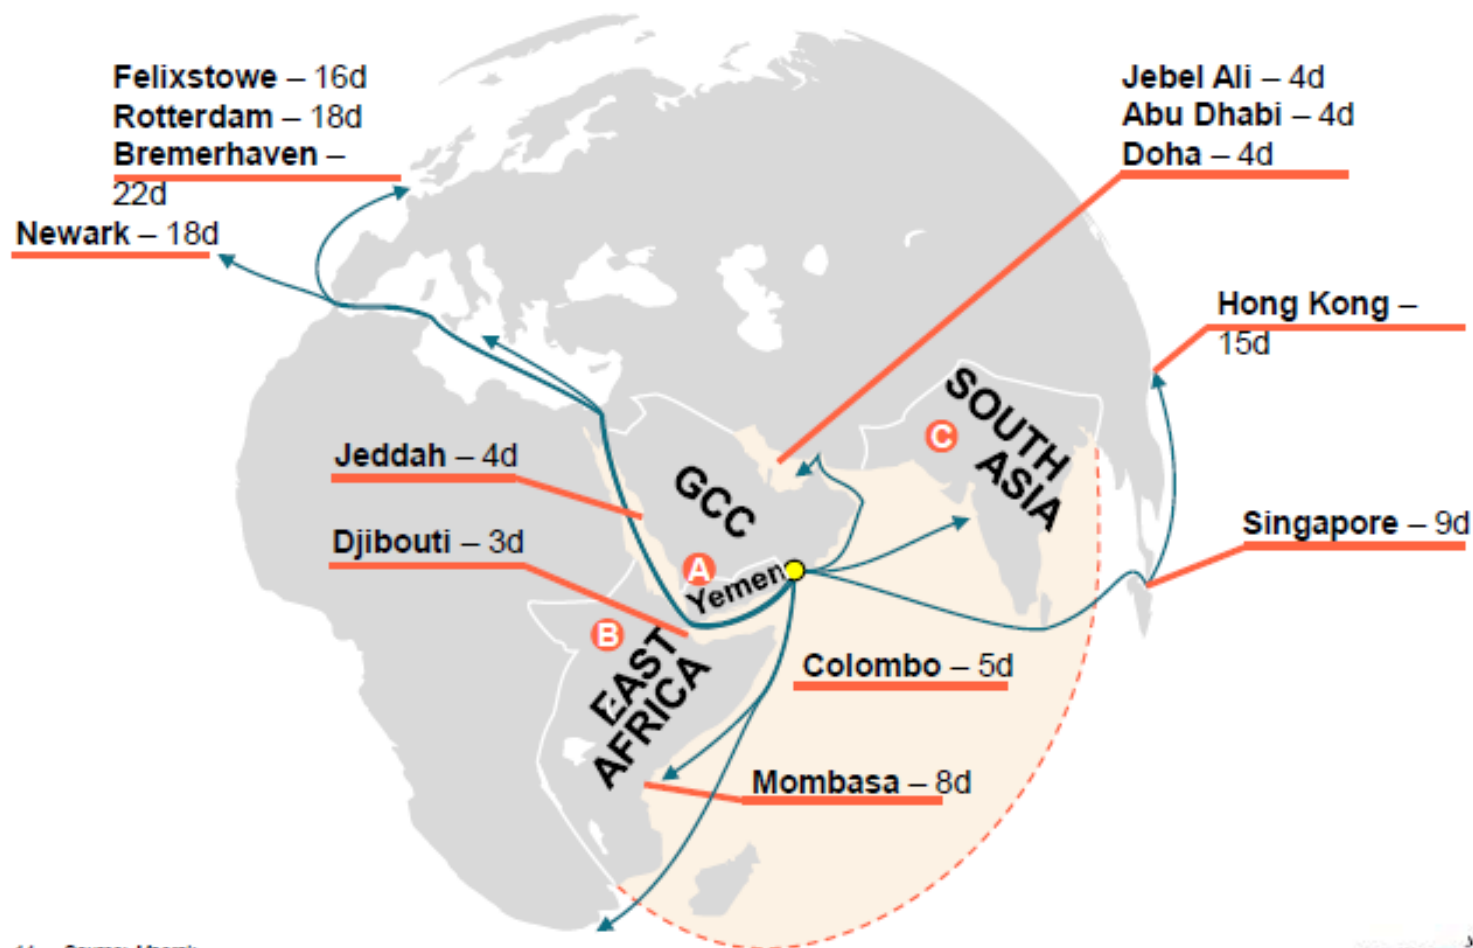 Felixstowe – 16d
Rotterdam – 18d
Bremerhaven –
22d
Newark – 18d
Jebel Ali – 4d
Abu Dhabi – 4d
Doha – 4d
Hong Kong –
15d
SOUTH
ASIA
C
Jeddah – 4d
GCC
Djibouti – 3d
Singapore – 9d
A
Yemen
B
EAST
AFRICA
Colombo – 5d
Mombasa – 8d